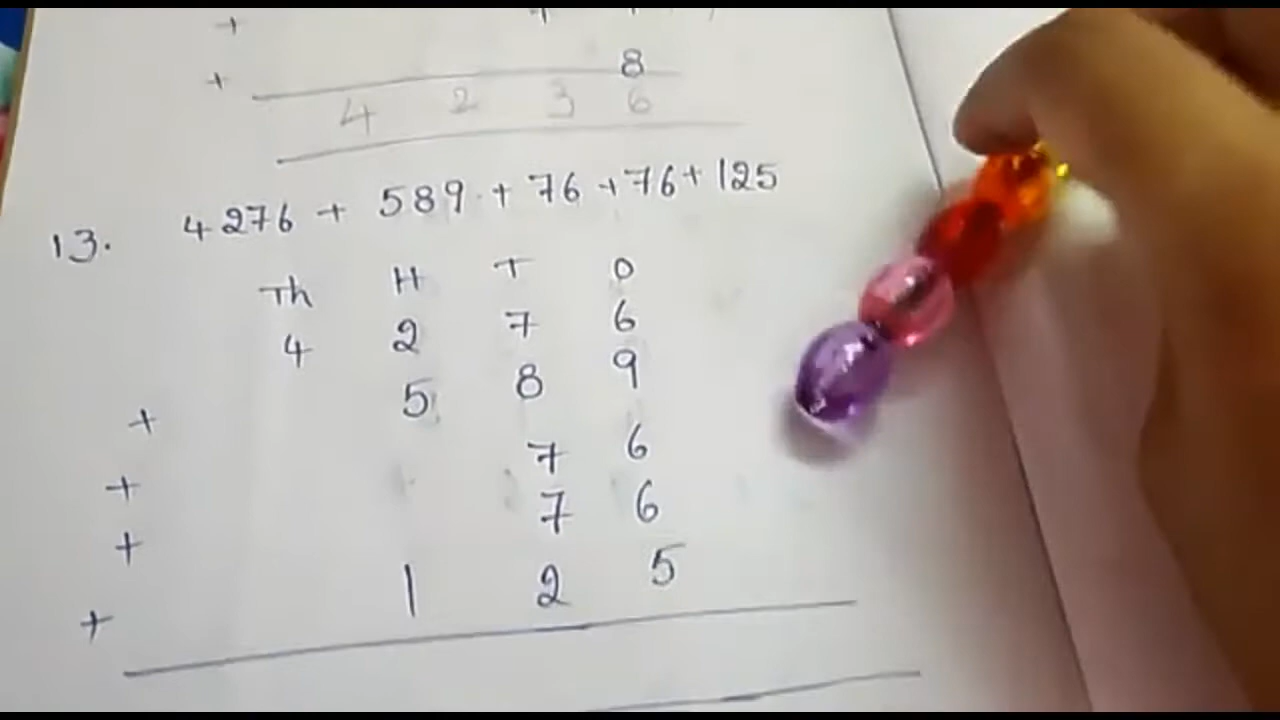 +
+ 8
4 2 3 6
13. 4276 + 589 + 76 + 76 + 125
Th H T O
4 2 7 6
+ 5 8 9
+ 7 6
+ 7 6
+ 1 2 5